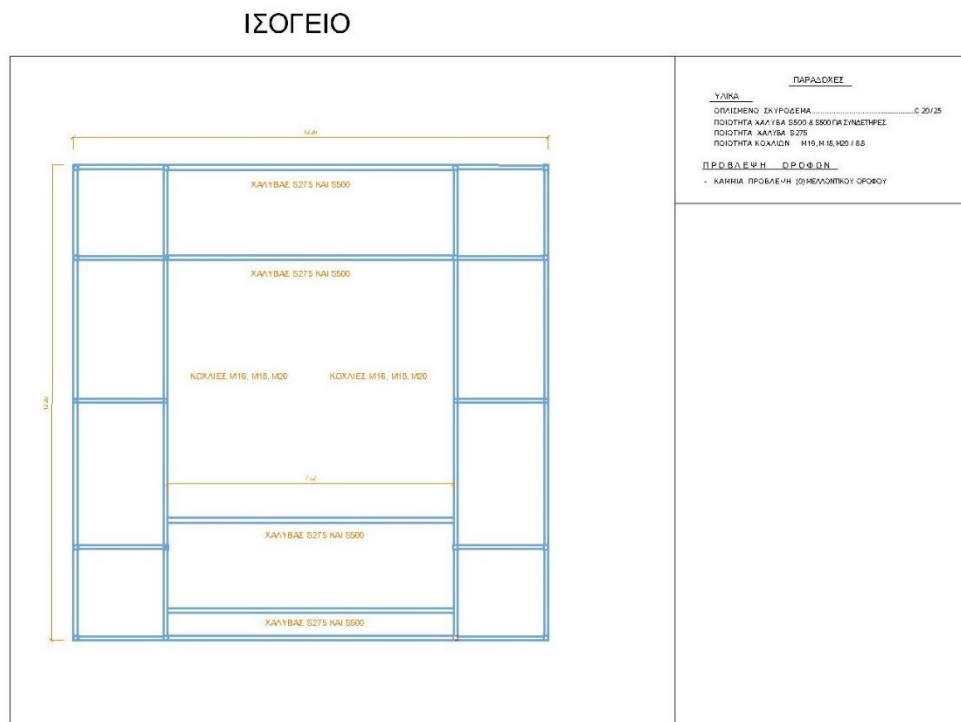 ΙΣΟΓΕΙΟ
ΠΑΡΑΔΟΧΕΣ
ΥΛΙΚΑ
ΟΠΛΙΣΜΕΝΟ ΣΚΥΡΟΔΕΜΑ........................................C 20/25
ΠΟΙΟΤΗΤΑ ΧΑΛΥΒΑ S500 & S500 ΓΙΑ ΣΥΝΔΕΤΗΡΕΣ
ΠΟΙΟΤΗΤΑ ΧΑΛΥΒΑ S275
ΠΟΙΟΤΗΤΑ ΚΟΧΛΙΩΝ M16, M18, M20 / 8.8
ΠΡΟΒΛΕΨΗ ΟΡΟΦΩΝ
- ΚΑΜΜΙΑ ΠΡΟΒΛΕΨΗ (0) ΜΕΛΛΟΝΤΙΚΟΥ ΟΡΟΦΟΥ
ΧΑΛΥΒΑΣ S275 ΚΑΙ S500
ΧΑΛΥΒΑΣ S275 ΚΑΙ S500
ΚΟΧΛΙΕΣ M16, M18, M20 ΚΟΧΛΙΕΣ M16, M18, M20
ΧΑΛΥΒΑΣ S275 ΚΑΙ S500
ΧΑΛΥΒΑΣ S275 ΚΑΙ S500